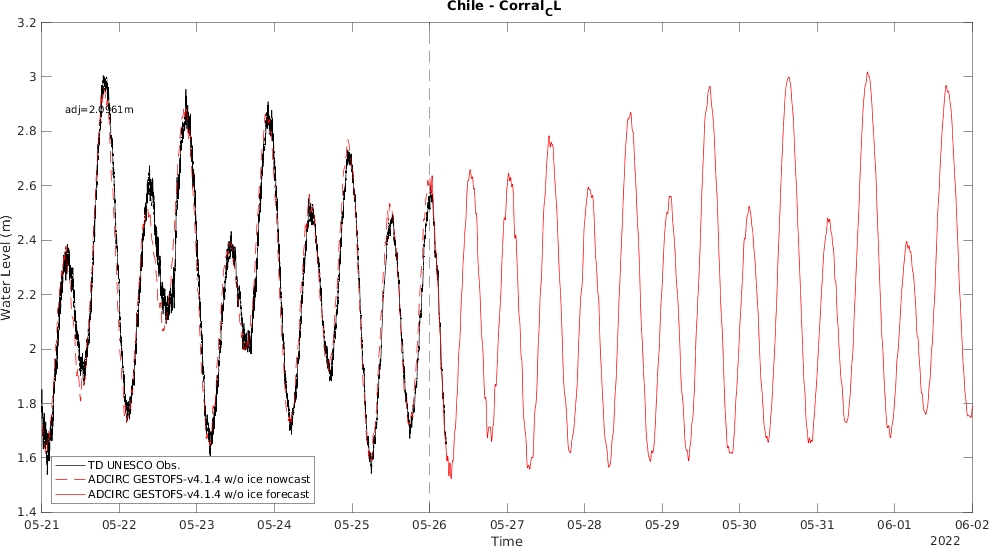 Chile - Corral_CL
3.2
3
2.8
2.6
2.4
2.2
2
1.8
1.6
1.4
Water Level (m)
adj=2.0961m
TD UNESCO Obs.
ADCIRC GESTOFS-v4.1.4 w/o ice nowcast
ADCIRC GESTOFS-v4.1.4 w/o ice forecast
05-21 05-22 05-23 05-24 05-25 05-26 05-27 05-28 05-29 05-30 05-31 06-01 06-02
Time
2022